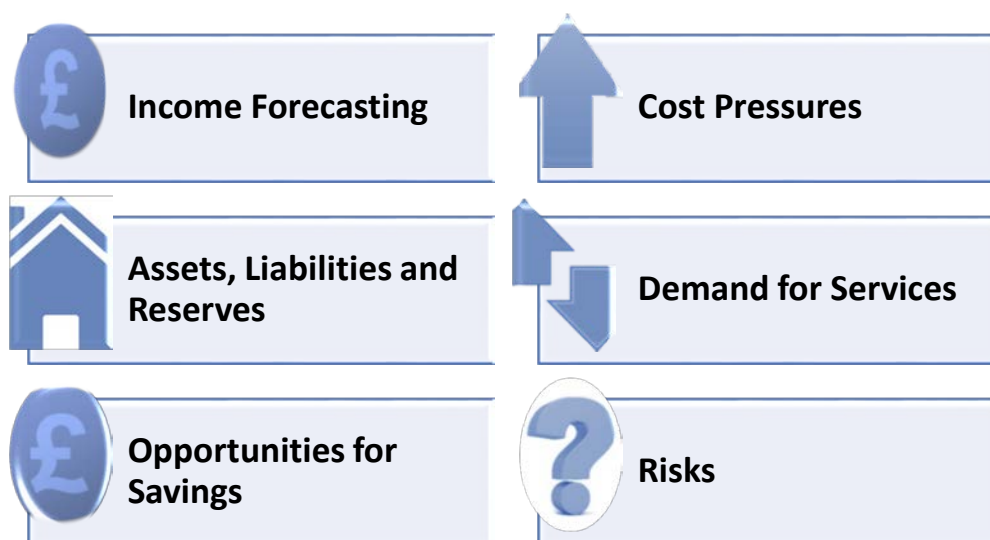 £
Income Forecasting
Cost Pressures
Assets, Liabilities and
Reserves
Demand for Services
£
Opportunities for
Savings
?
Risks